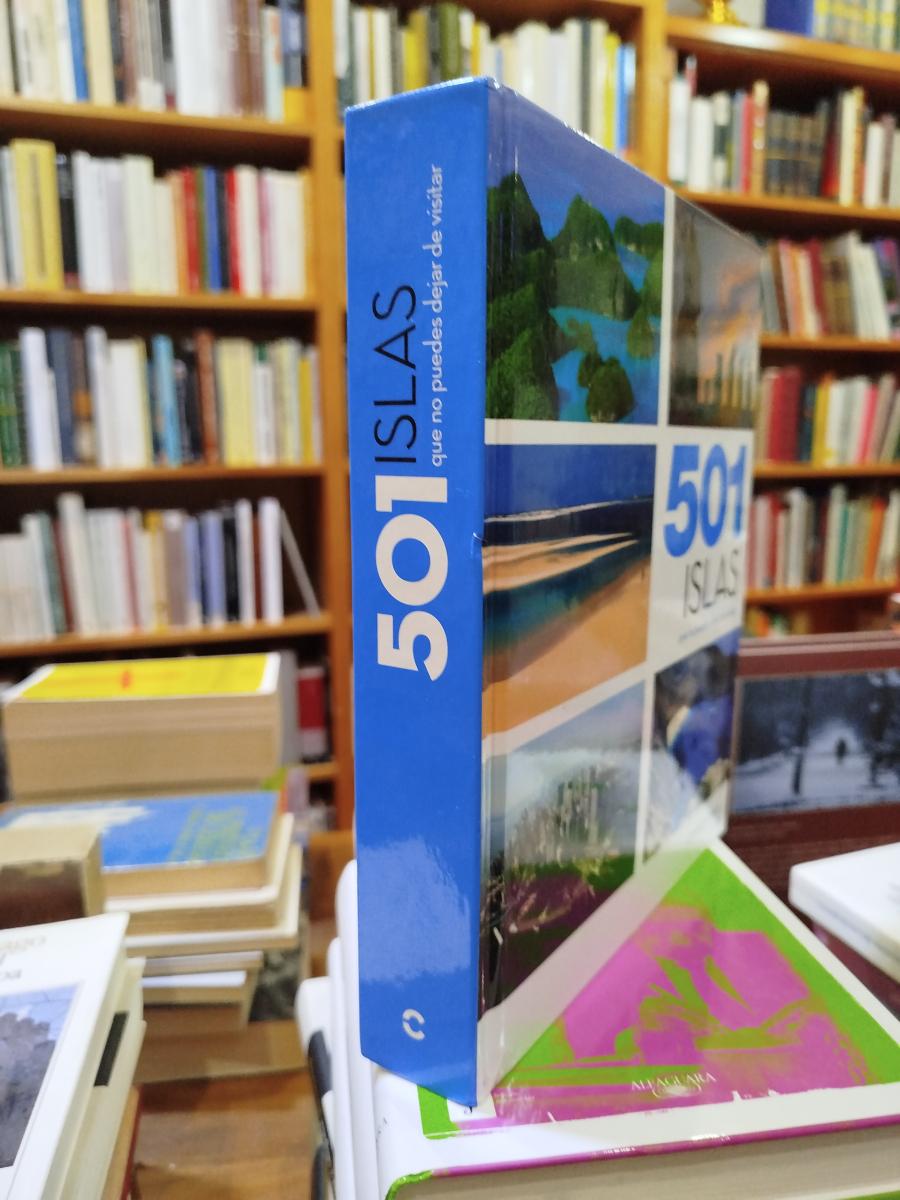 501 ISLAS
que no puedes dejar de visitar
501
ISLAS
ALFAGUARA